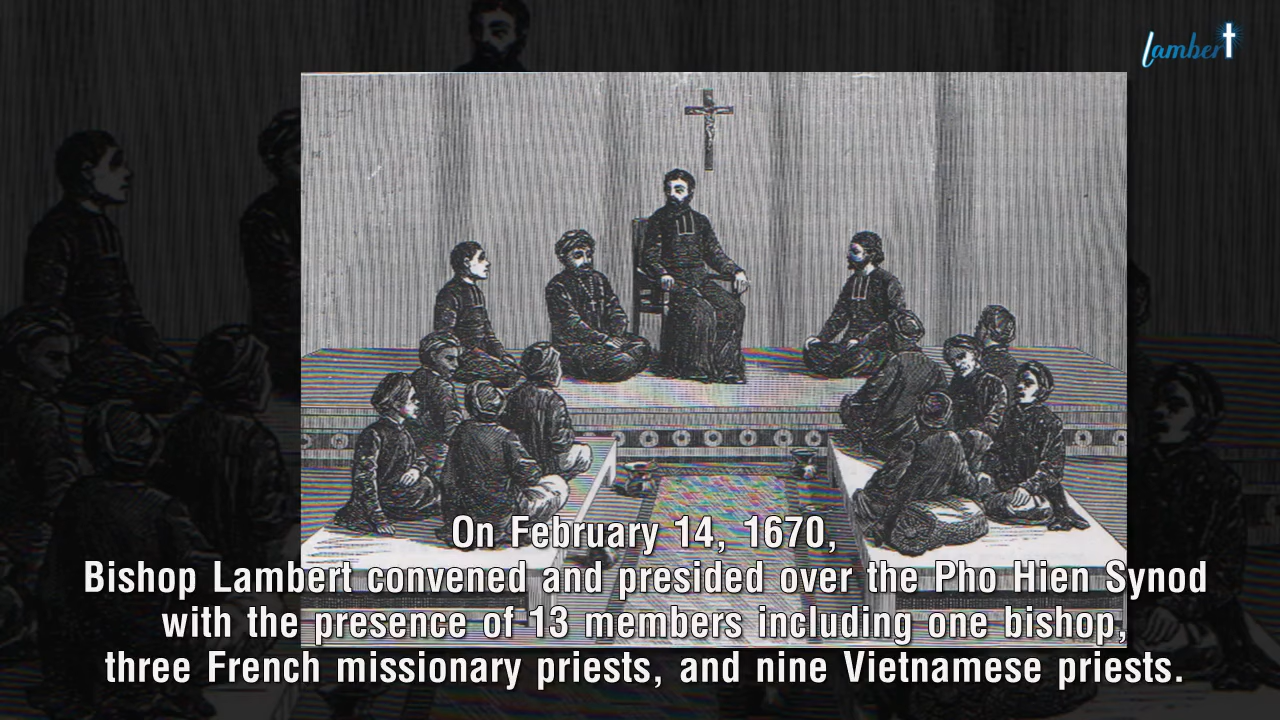 Lambert
On February 14, 1670,
Bishop Lambert convened and presided over the Pho Hien Synod
with the presence of 13 members including one bishop,
three French missionary priests, and nine Vietnamese priests.